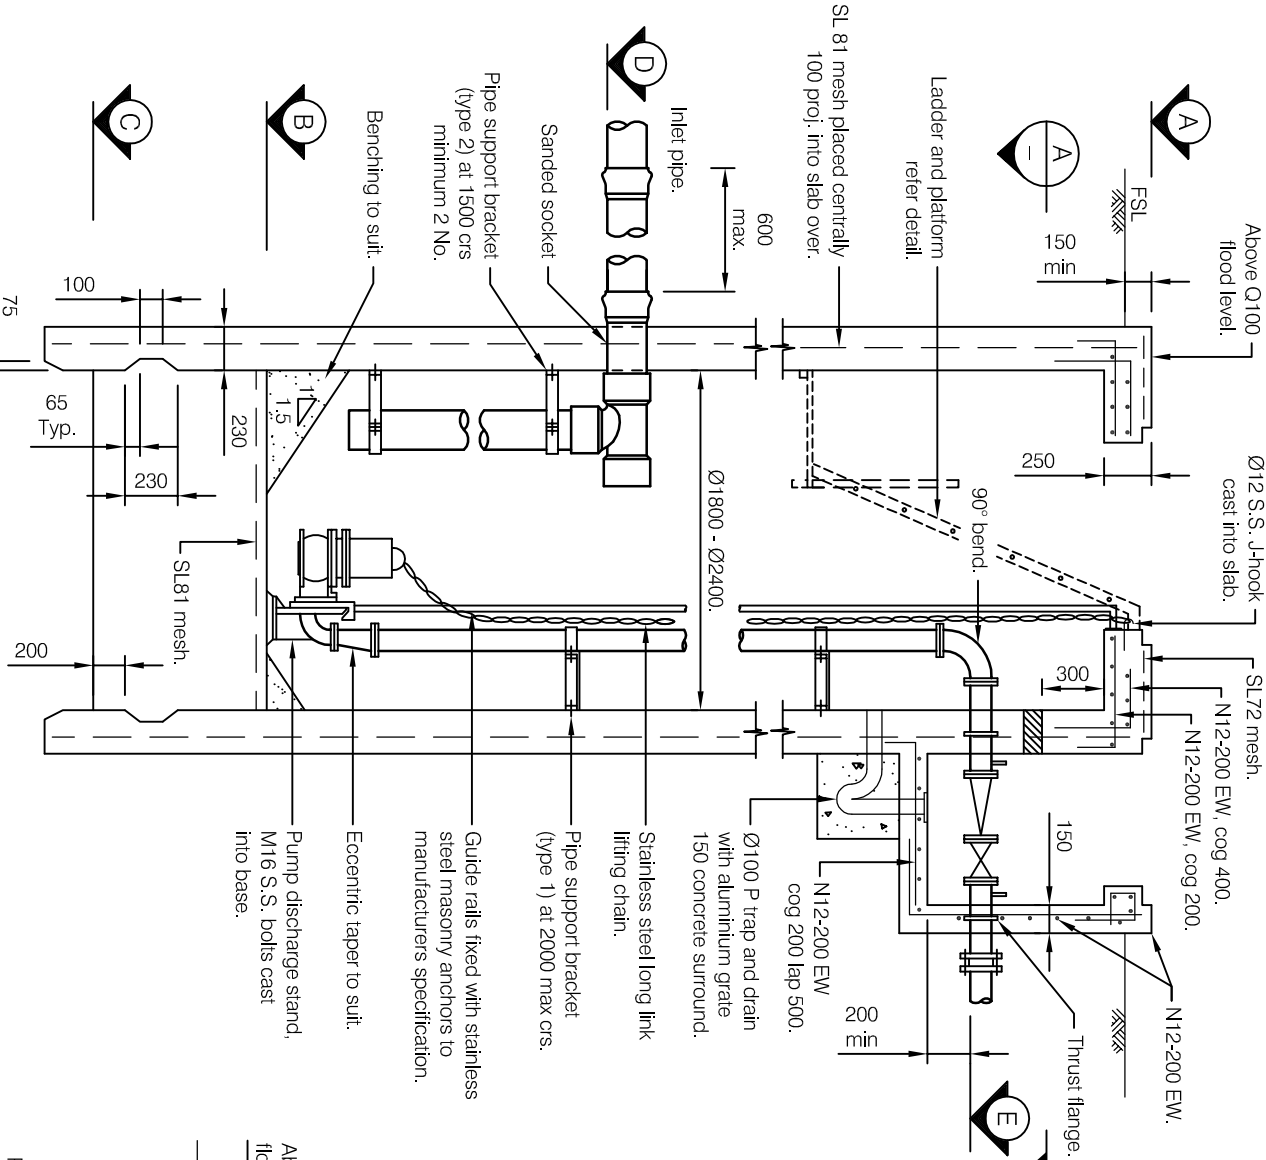 Above Q100
flood level.
A
FSL
150
min
A
–
Ladder and platform
refer detail.
SL 81 mesh placed centrally
100 proj. into slab over.
600
max.
Inlet pipe.
D
Sanded socket
Pipe support bracket
(type 2) at 1500 crs
minimum 2 No.
Benching to suit.
B
C
Ø12 S.S. J-hook
cast into slab.
250
90° bend.
Ø1800 - Ø2400.
1
1.5
230
100
65
Typ.
230
75
SL81 mesh.
200
SL72 mesh.
N12-200 EW, cog 400.
N12-200 EW, cog 200.
300
150
N12-200 EW.
Thrust flange.
E
200
min
N12-200 EW
cog 200 lap 500.
Ø100 P trap and drain
with aluminium grate
150 concrete surround.
Stainless steel long link
lifting chain.
Pipe support bracket
(type 1) at 2000 max crs.
Guide rails fixed with stainless
steel masonry anchors to
manufacturers specification.
Eccentric taper to suit.
Pump discharge stand,
M16 S.S. bolts cast
into base.